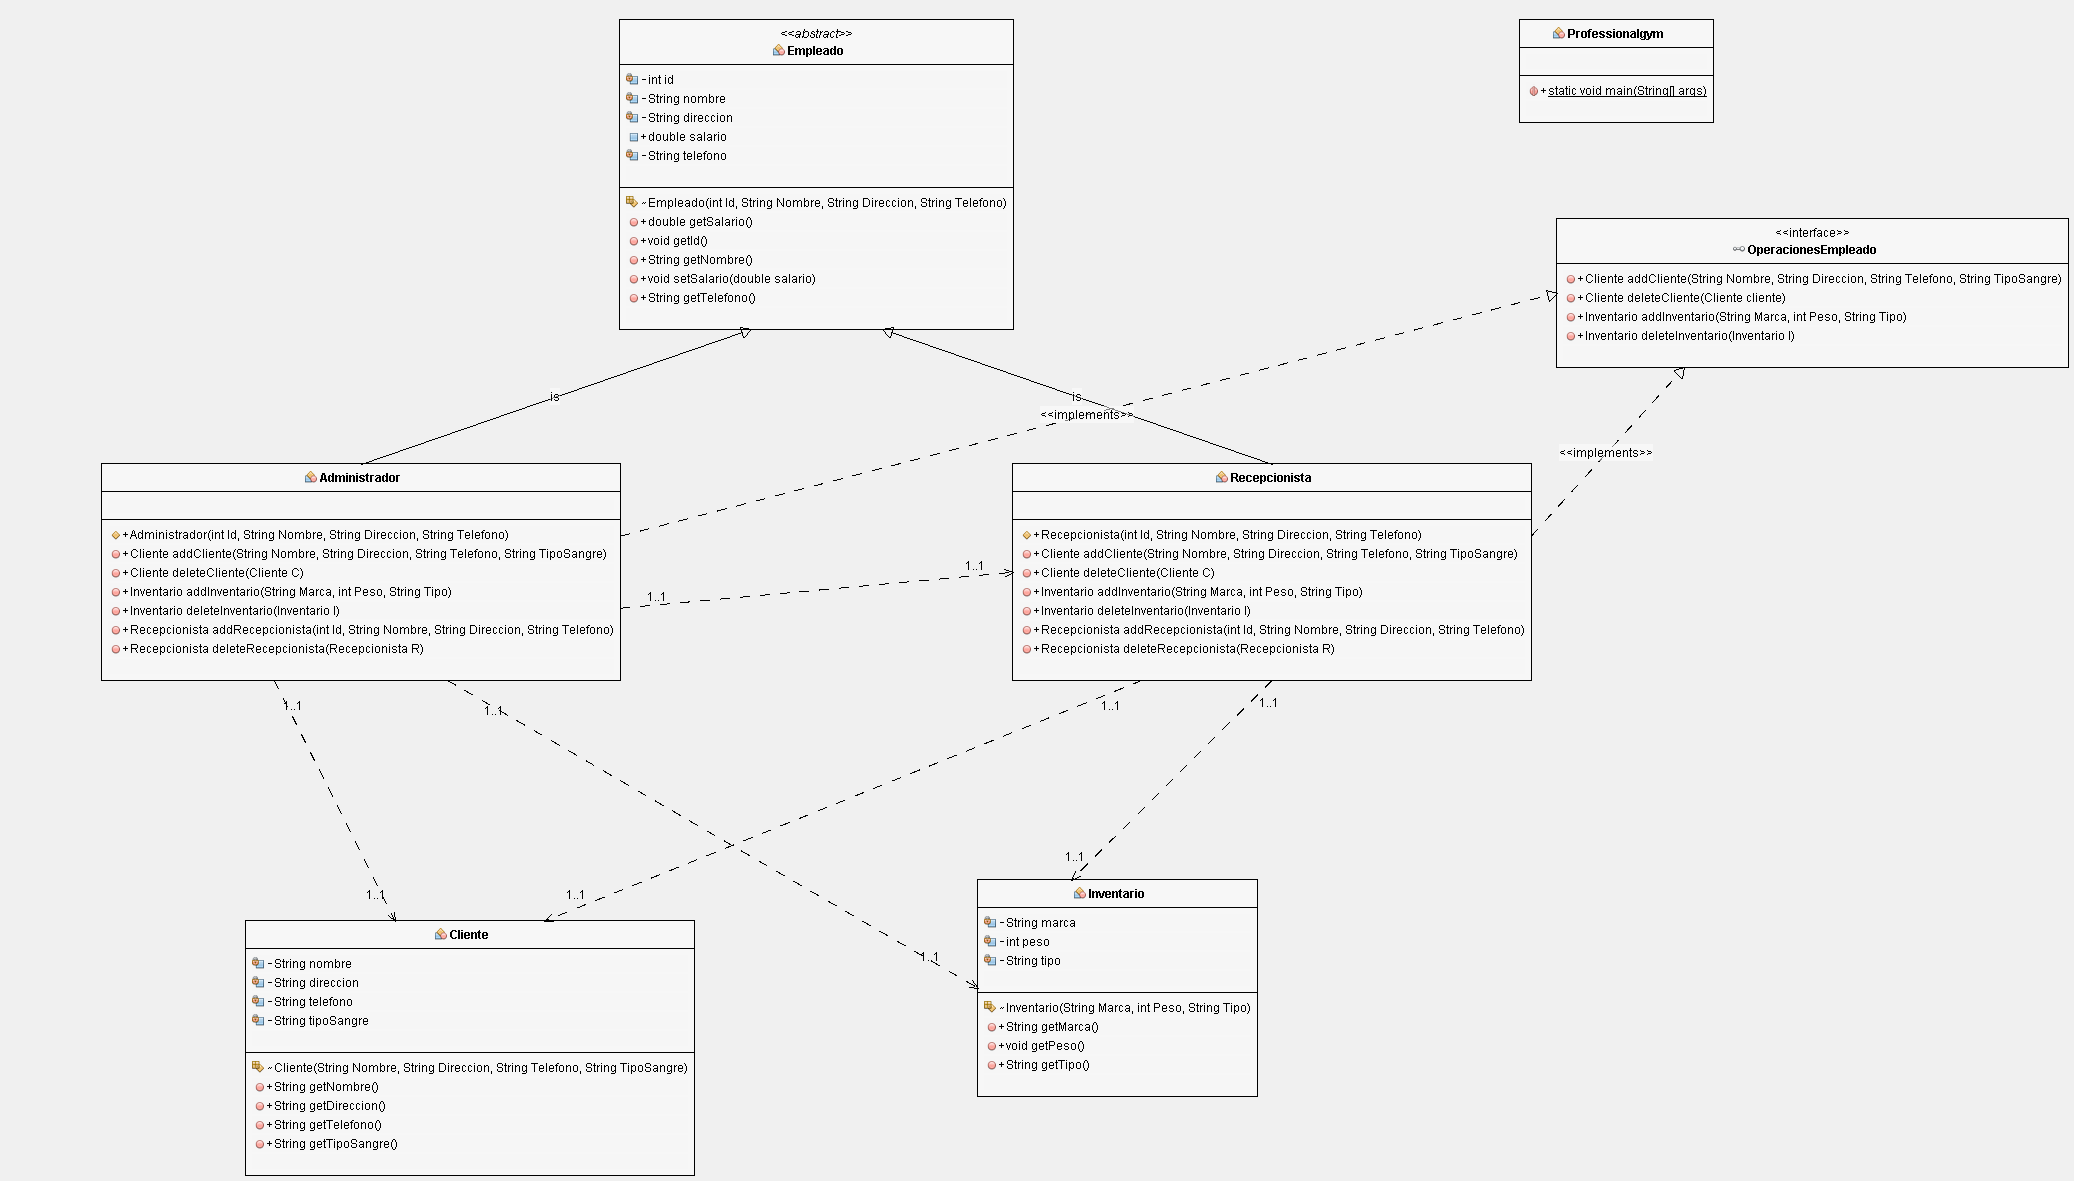 <<abstract>>
Empleado
-int id
-String nombre
-String direccion
+double salario
-String telefono
~Empleado(int Id, String Nombre, String Direccion, String Telefono)
+double getSalario()
+void getId()
+String getNombre()
+void setSalario(double salario)
+String getTelefono()
Professionalgym
+static void main(String[] args)
<<interface>>
OperacionesEmpleado
+Cliente addCliente(String Nombre, String Direccion, String Telefono, String TipoSangre)
+Cliente deleteCliente(Cliente cliente)
+Inventario addInventario(String Marca, int Peso, String Tipo)
+Inventario deleteInventario(Inventario I)
is
is
<<implements>>
<<implements>>
Administrador
+Administrador(int Id, String Nombre, String Direccion, String Telefono)
+Cliente addCliente(String Nombre, String Direccion, String Telefono, String TipoSangre)
+Cliente deleteCliente(Cliente C)
+Inventario addInventario(String Marca, int Peso, String Tipo)
+Inventario deleteInventario(Inventario I)
+Recepcionista addRecepcionista(int Id, String Nombre, String Direccion, String Telefono)
+Recepcionista deleteRecepcionista(Recepcionista R)
1..1
1..1
Recepcionista
+Recepcionista(int Id, String Nombre, String Direccion, String Telefono)
+Cliente addCliente(String Nombre, String Direccion, String Telefono, String TipoSangre)
+Cliente deleteCliente(Cliente C)
+Inventario addInventario(String Marca, int Peso, String Tipo)
+Inventario deleteInventario(Inventario I)
+Recepcionista addRecepcionista(int Id, String Nombre, String Direccion, String Telefono)
+Recepcionista deleteRecepcionista(Recepcionista R)
1..1
1..1
1..1
1..1
1..1
1..1
1..1
1..1
Cliente
-String nombre
-String direccion
-String telefono
-String tipoSangre
~Cliente(String Nombre, String Direccion, String Telefono, String TipoSangre)
+String getNombre()
+String getDireccion()
+String getTelefono()
+String getTipoSangre()
Inventario
-String marca
-int peso
-String tipo
~Inventario(String Marca, int Peso, String Tipo)
+String getMarca()
+void getPeso()
+String getTipo()